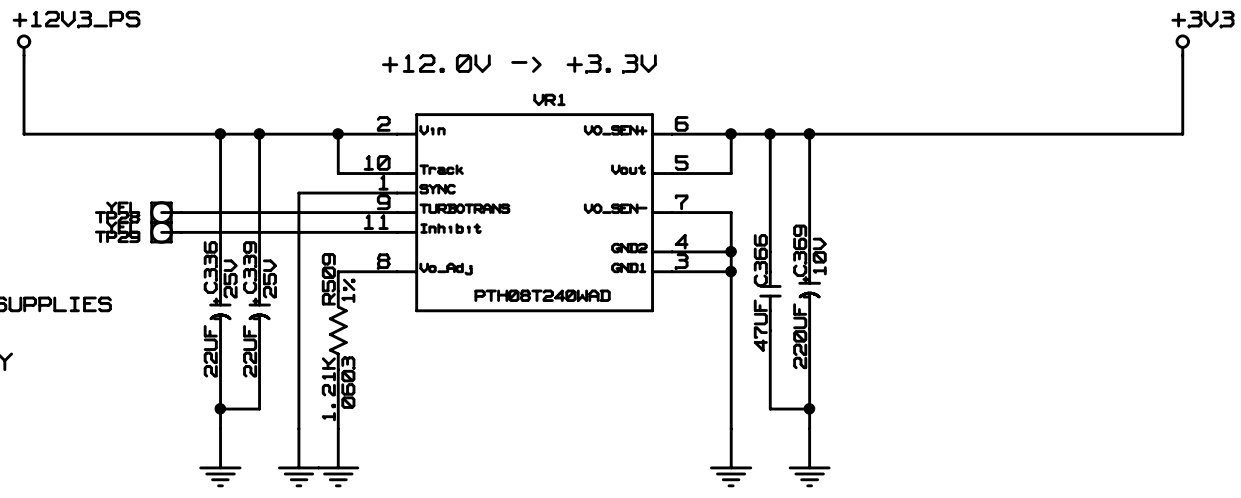 +12V3_PS
+3V3
+12.0V -> +3.3V
VR1
2
Vin
VO_SEN+
6
10
Track
Vout
5
1
SYNC
9
TURBOTRANS
VO_SEN-
7
11
Inhibit
GND2
4
8
Vo_Adj
GND1
3
PTH08T240WAD
YEL
TP28
YEL
TP29
C336
25V
22UF
C339
25V
22UF
R509
1%
1.21K
0603
C366
47UF
C369
10V
220UF
SUPPLIES
Y